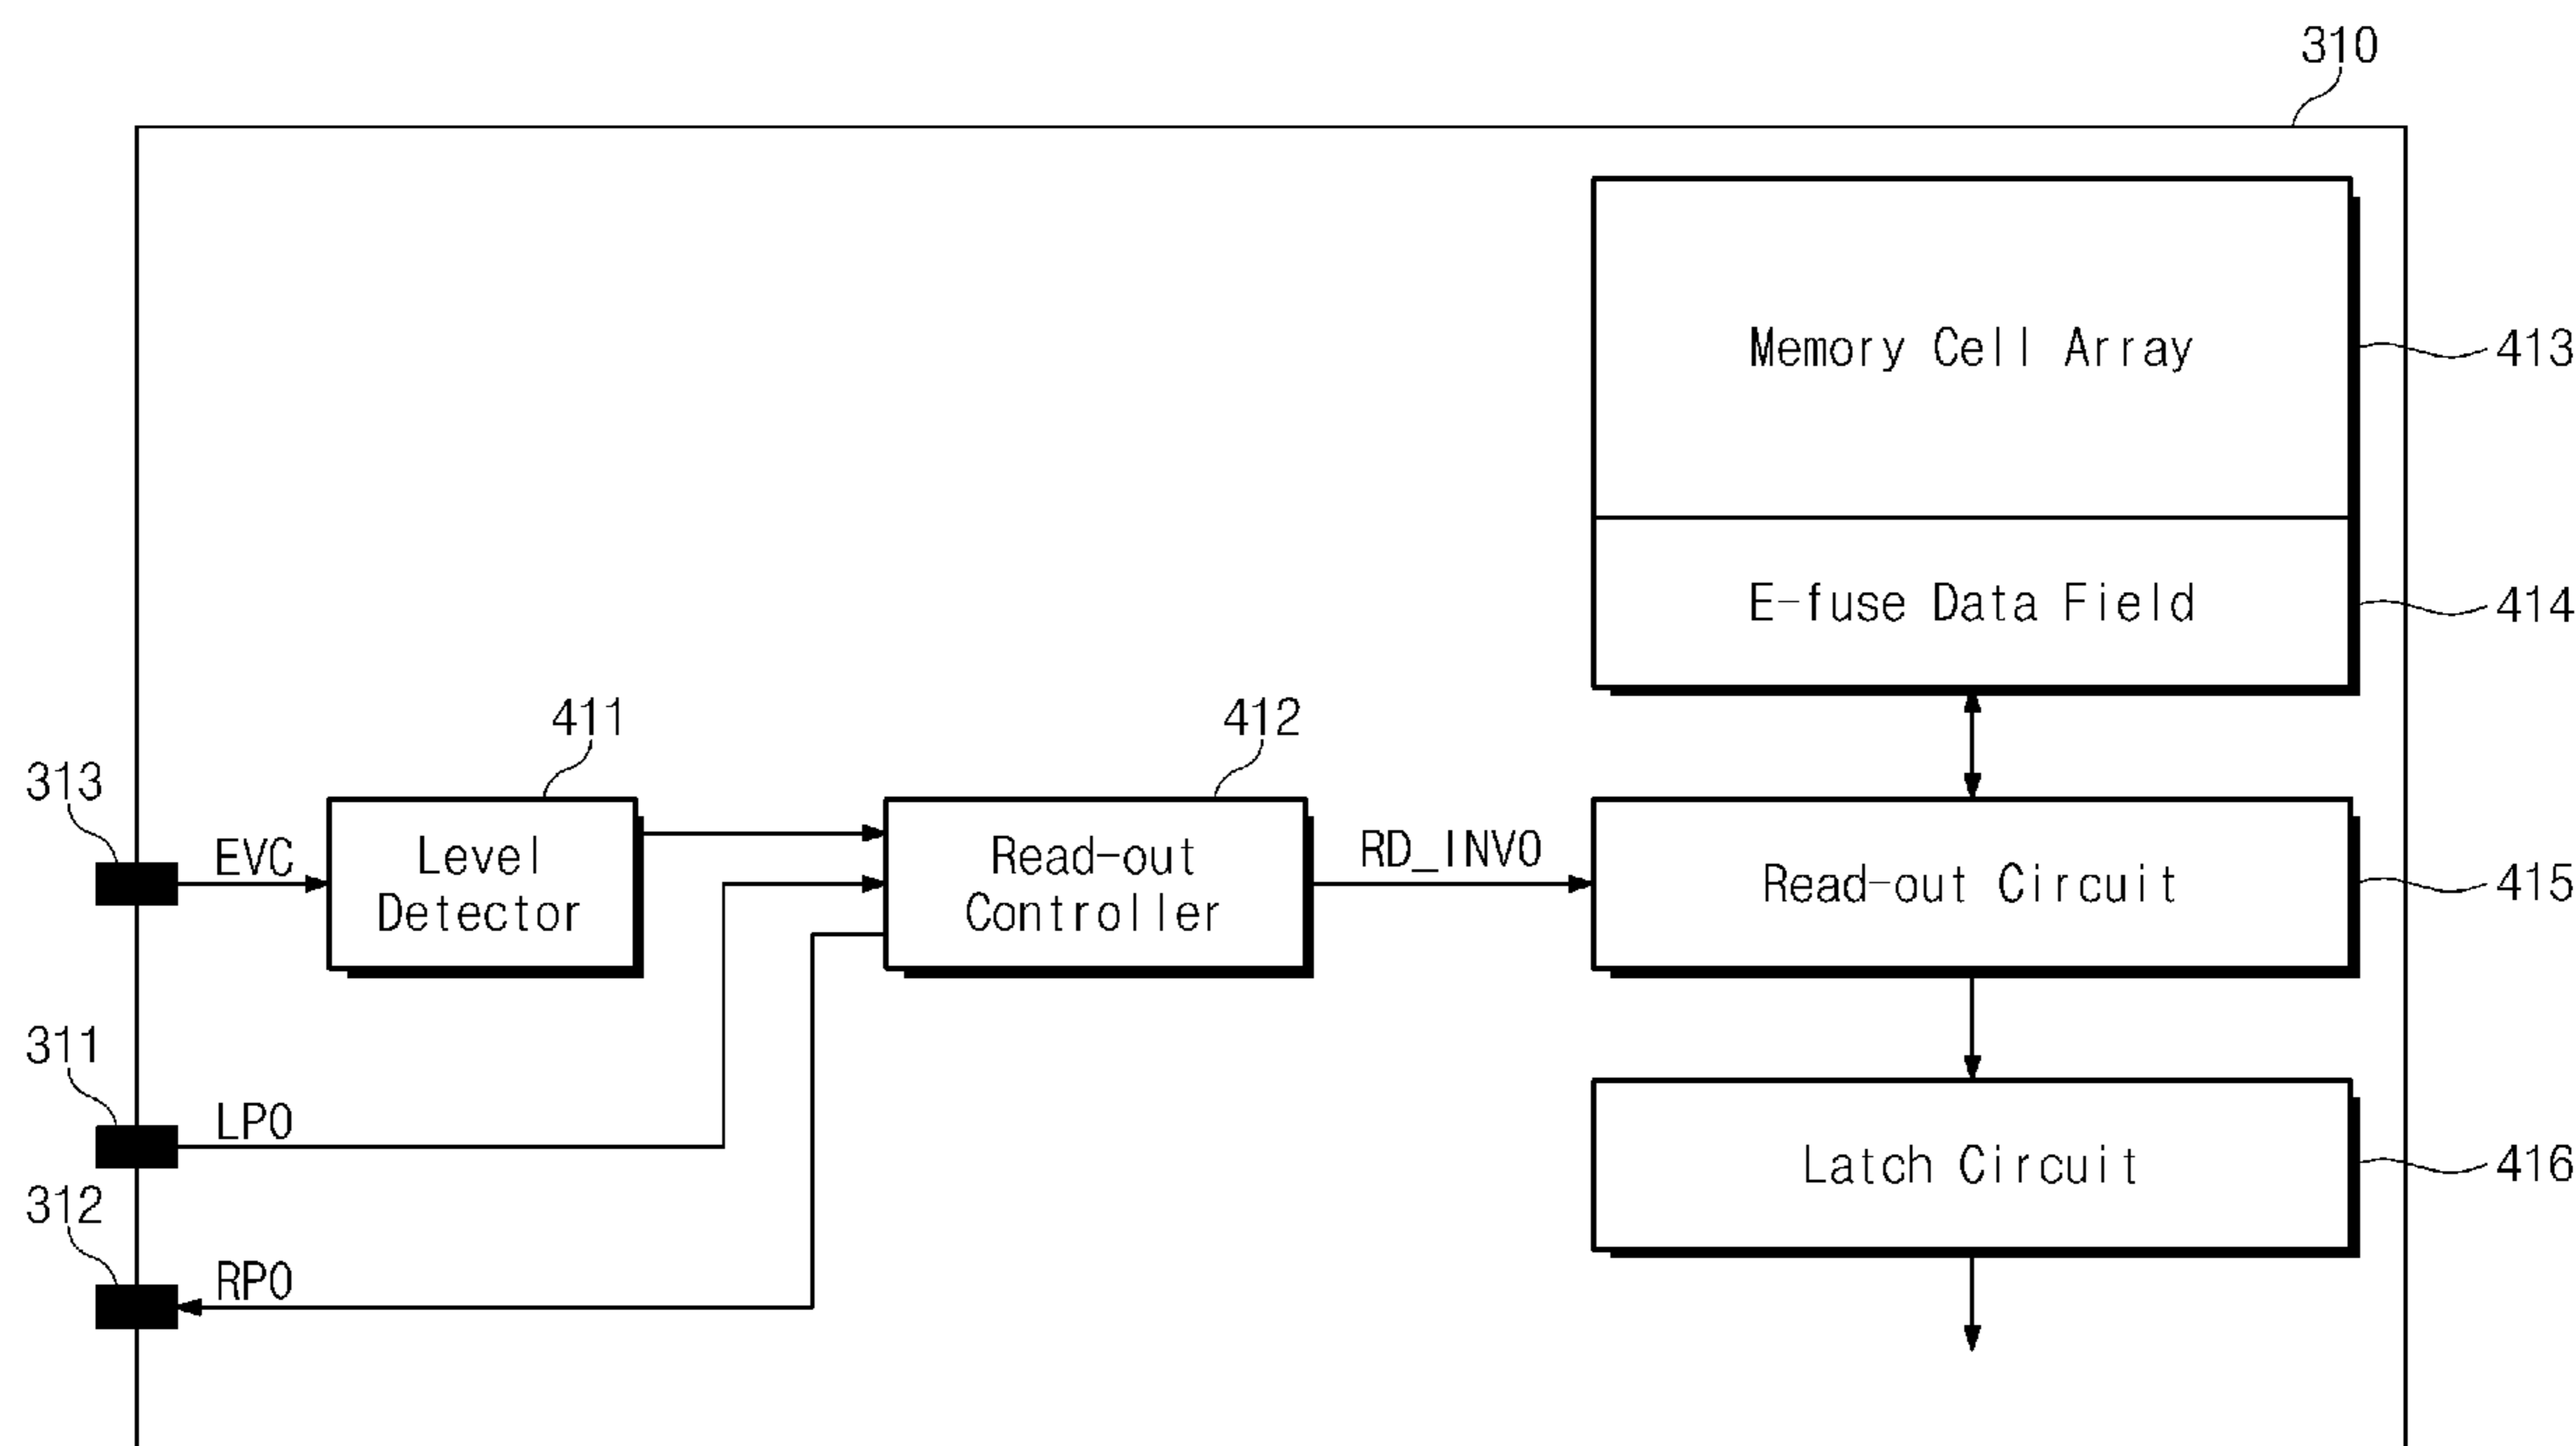 310
Memory Cell Array
413
E-fuse Data Field
414
411
412
313
EVC
Level
Detector
Read-out
Controller
RD_INV0
Read-out Circuit
415
311
LP0
Latch Circuit
416
312
RP0